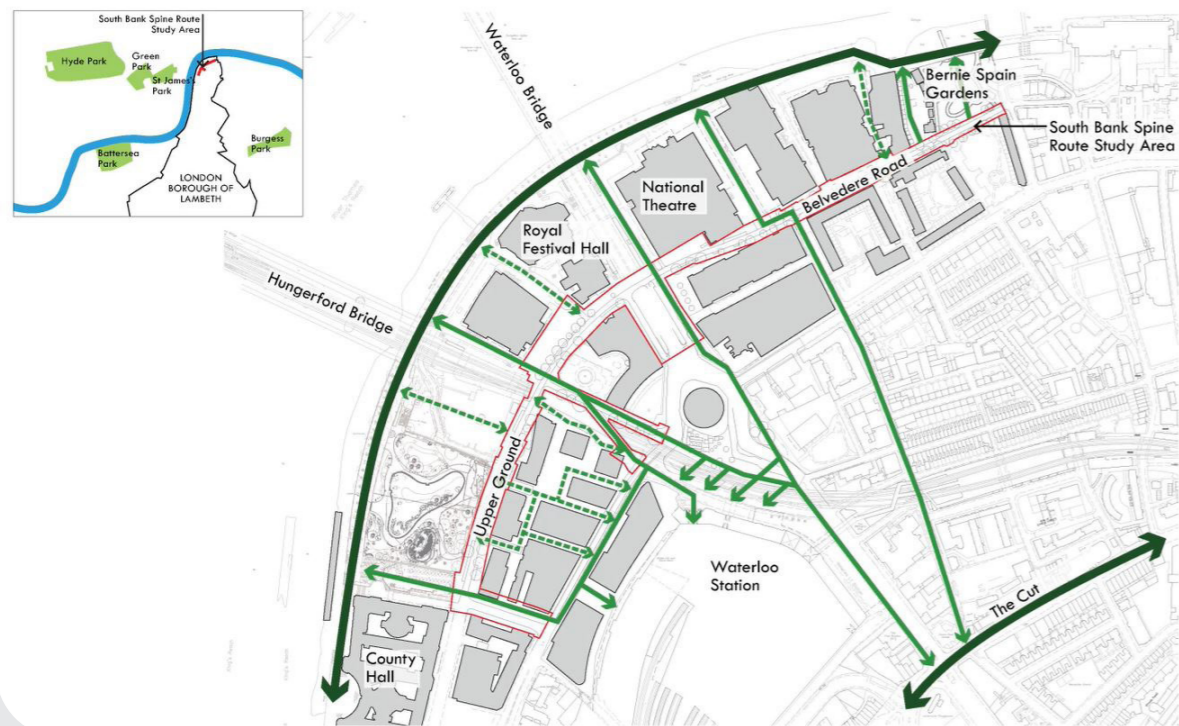 South Bank Spine Route
Study Area
Hyde Park
Green
Park
St James's
Park
Battersea
Park
Burgess
Park
LONDON
BOROUGH OF
LAMBETH
Waterloo Bridge
Bernie Spain
Gardens
South Bank Spine
Route Study Area
National
Theatre
Belvedere Road
Royal
Festival Hall
Hungerford Bridge
Upper Ground
Waterloo
Station
The Cut
County
Hall